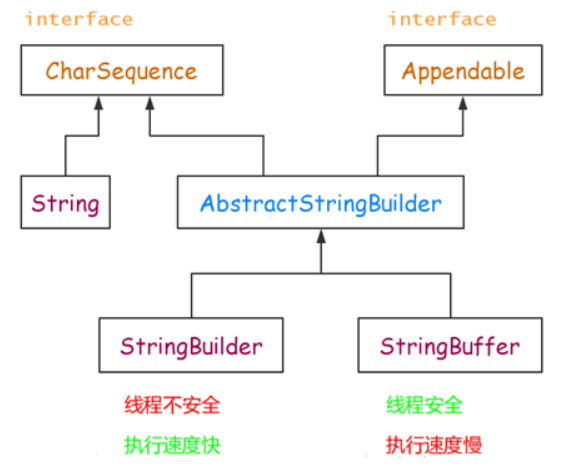 interface interface
CharSequence Appendable
String AbstractStringBuilder
StringBuilder StringBuffer
线程不安全 线程安全
执行速度快 执行速度慢